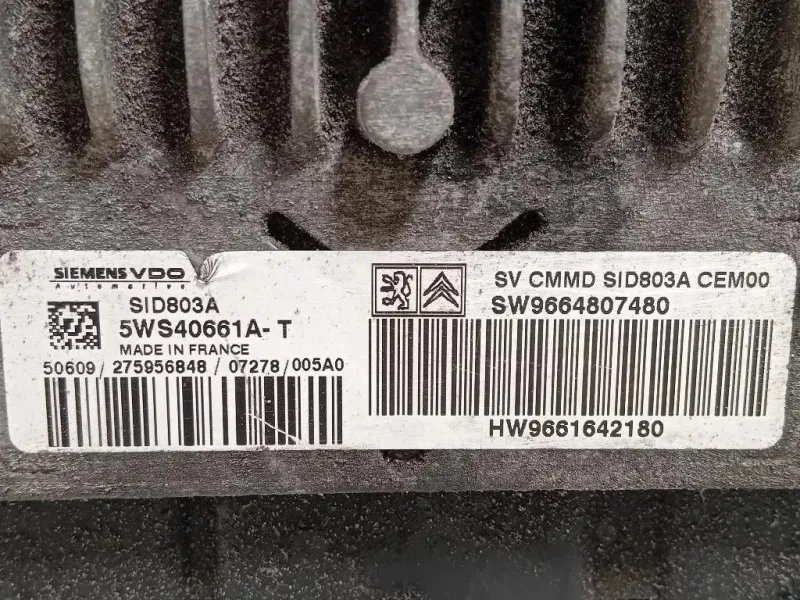 SIEMENS VDO
Automotive
SID803A
5WS40661A-T
MADE IN FRANCE
50609 / 275956848 / 07278 / 005A0
SV CMMD SID803A CEM00
SW9664807480
HW9661642180